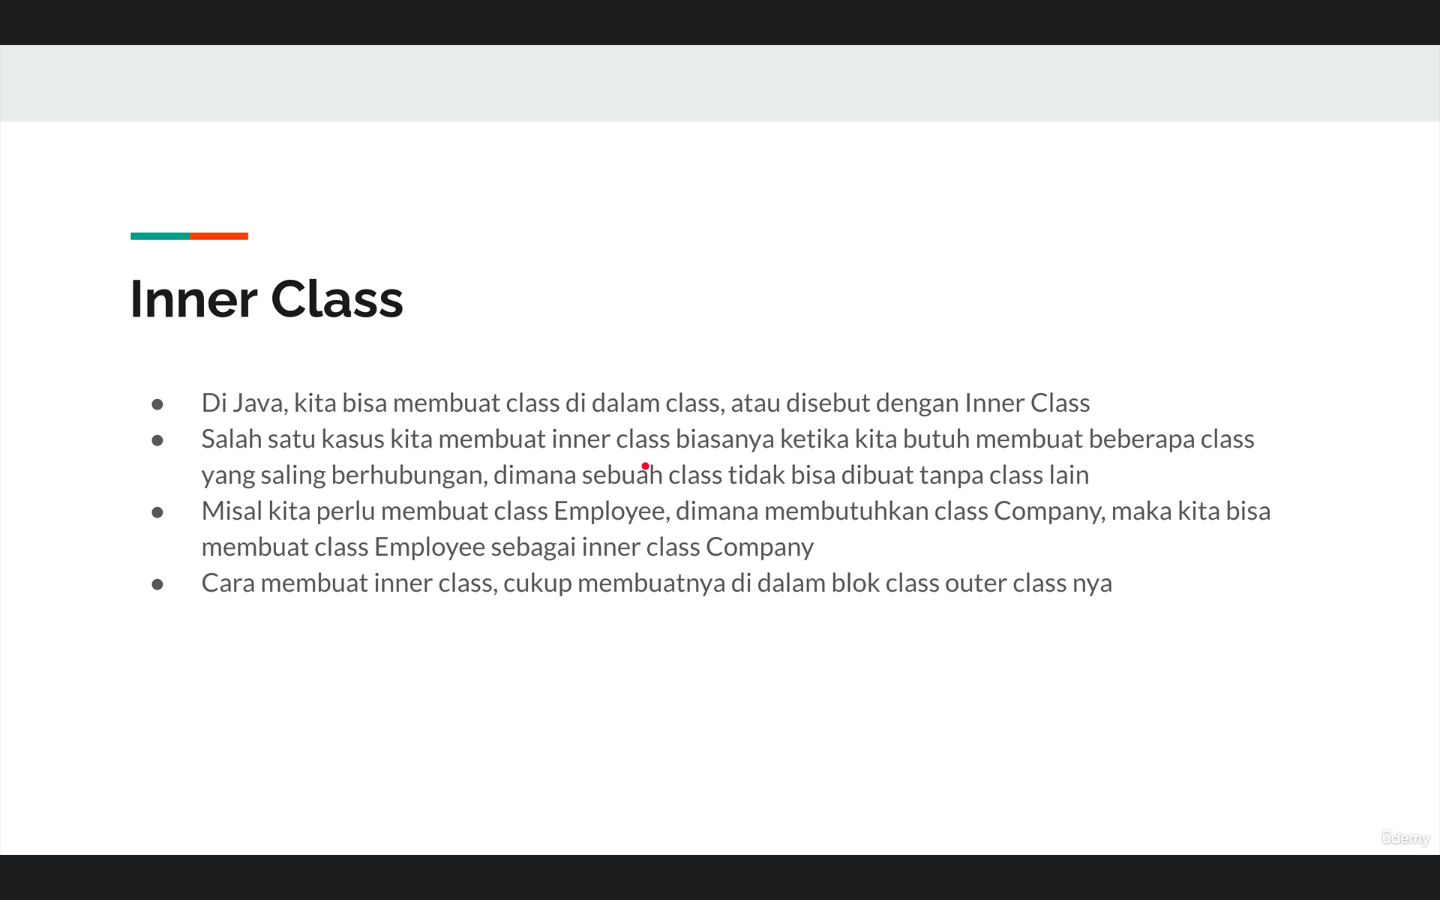 Inner Class
● Di Java, kita bisa membuat class di dalam class, atau disebut dengan Inner Class
● Salah satu kasus kita membuat inner class biasanya ketika kita butuh membuat beberapa class
yang saling berhubungan, dimana sebuah class tidak bisa dibuat tanpa class lain
● Misal kita perlu membuat class Employee, dimana membutuhkan class Company, maka kita bisa
membuat class Employee sebagai inner class Company
● Cara membuat inner class, cukup membuatnya di dalam blok class outer class nya
ûdemy